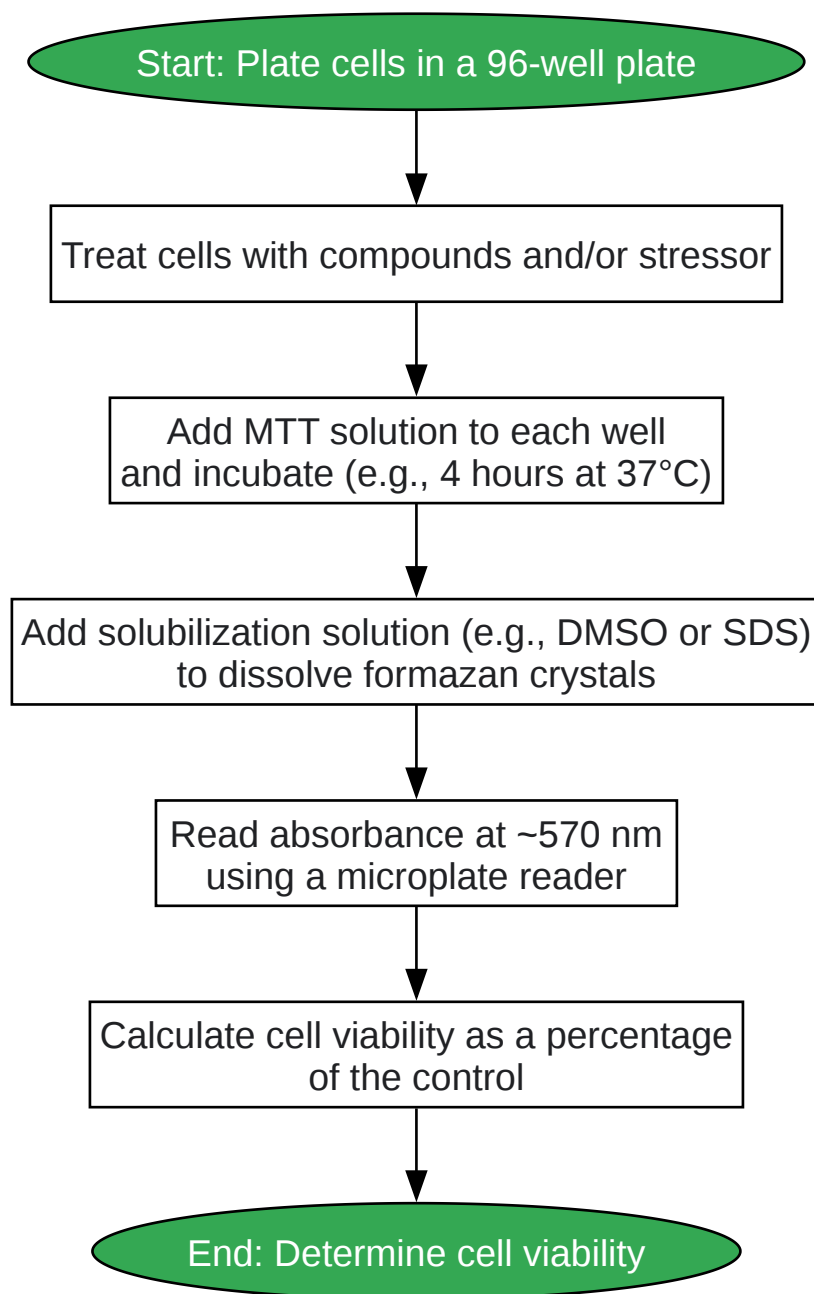 Start: Plate cells in a 96-well plate
Treat cells with compounds and/or stressor
Add MTT solution to each well
and incubate (e.g., 4 hours at 37°C)
Add solubilization solution (e.g., DMSO or SDS)
to dissolve formazan crystals
Read absorbance at ~570 nm
using a microplate reader
Calculate cell viability as a percentage
of the control
End: Determine cell viability